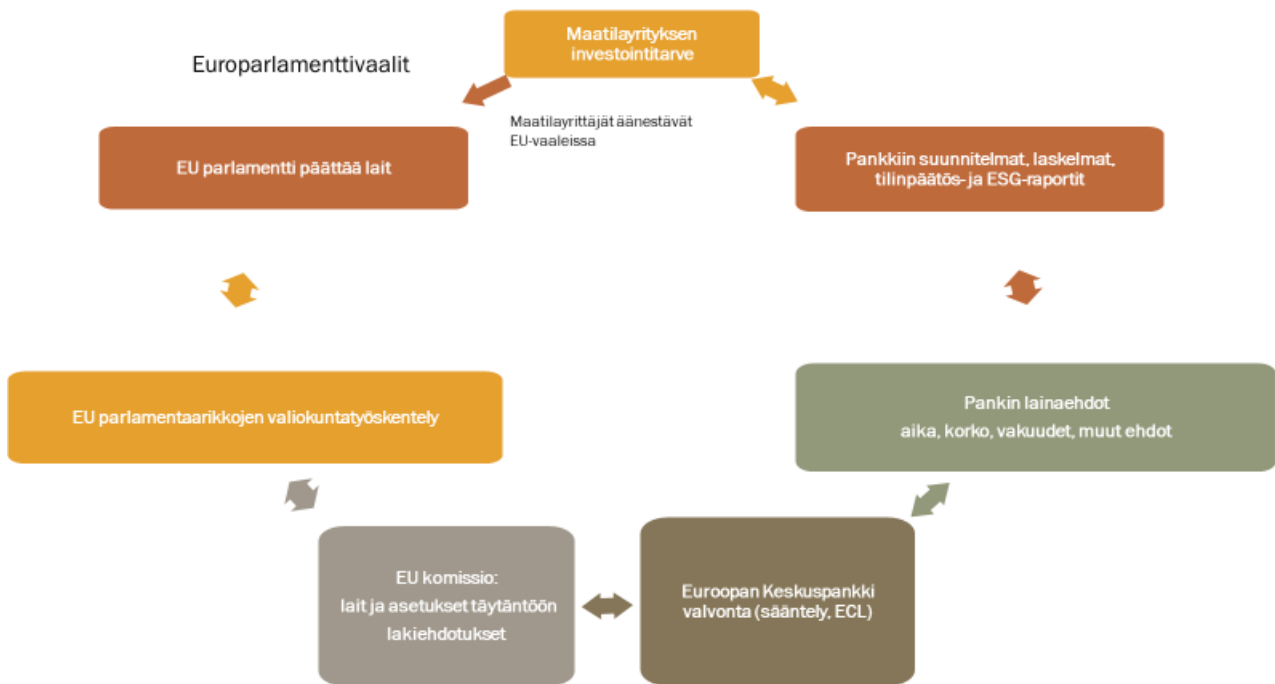 Maatilayrityksen
investointitarve
Europarlamenttivaalit
Maatilayrittäjät äänestävät
EU-vaaleissa
EU parlamentti päättää lait
Pankkiin suunnitelmat, laskelmat,
tilinpäätös- ja ESG-raportit
EU parlamentaarikkojen valiokuntatyöskentely
Pankin lainaehdot
aika, korko, vakuudet, muut ehdot
EU komissio:
lait ja asetukset täytäntöön
lakiehdotukset
Euroopan Keskuspankki
valvonta (sääntely, ECL)